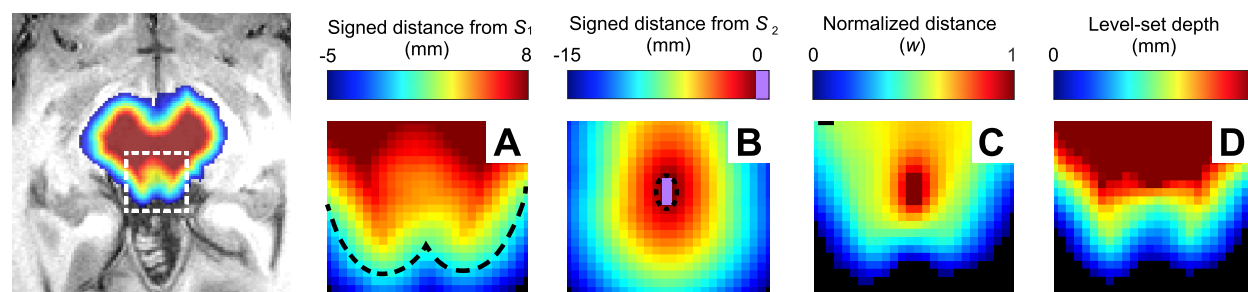 Signed distance from S₁
(mm)
-5 8
Signed distance from S ₂
(mm)
-15 0
Normalized distance
(w)
0 1
Level-set depth
(mm)
0
A
B
C
D